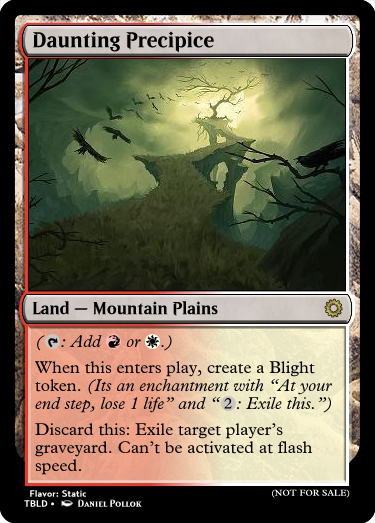 Daunting Precipice
Land — Mountain Plains
( : Add or .)
When this enters play, create a Blight
token. (Its an enchantment with “At your
end step, lose 1 life” and “2: Exile this.”)
Discard this: Exile target player's
graveyard. Can't be activated at flash
speed.
Flavor: Static
(NOT FOR SALE)
TBLD • Daniel Pollok